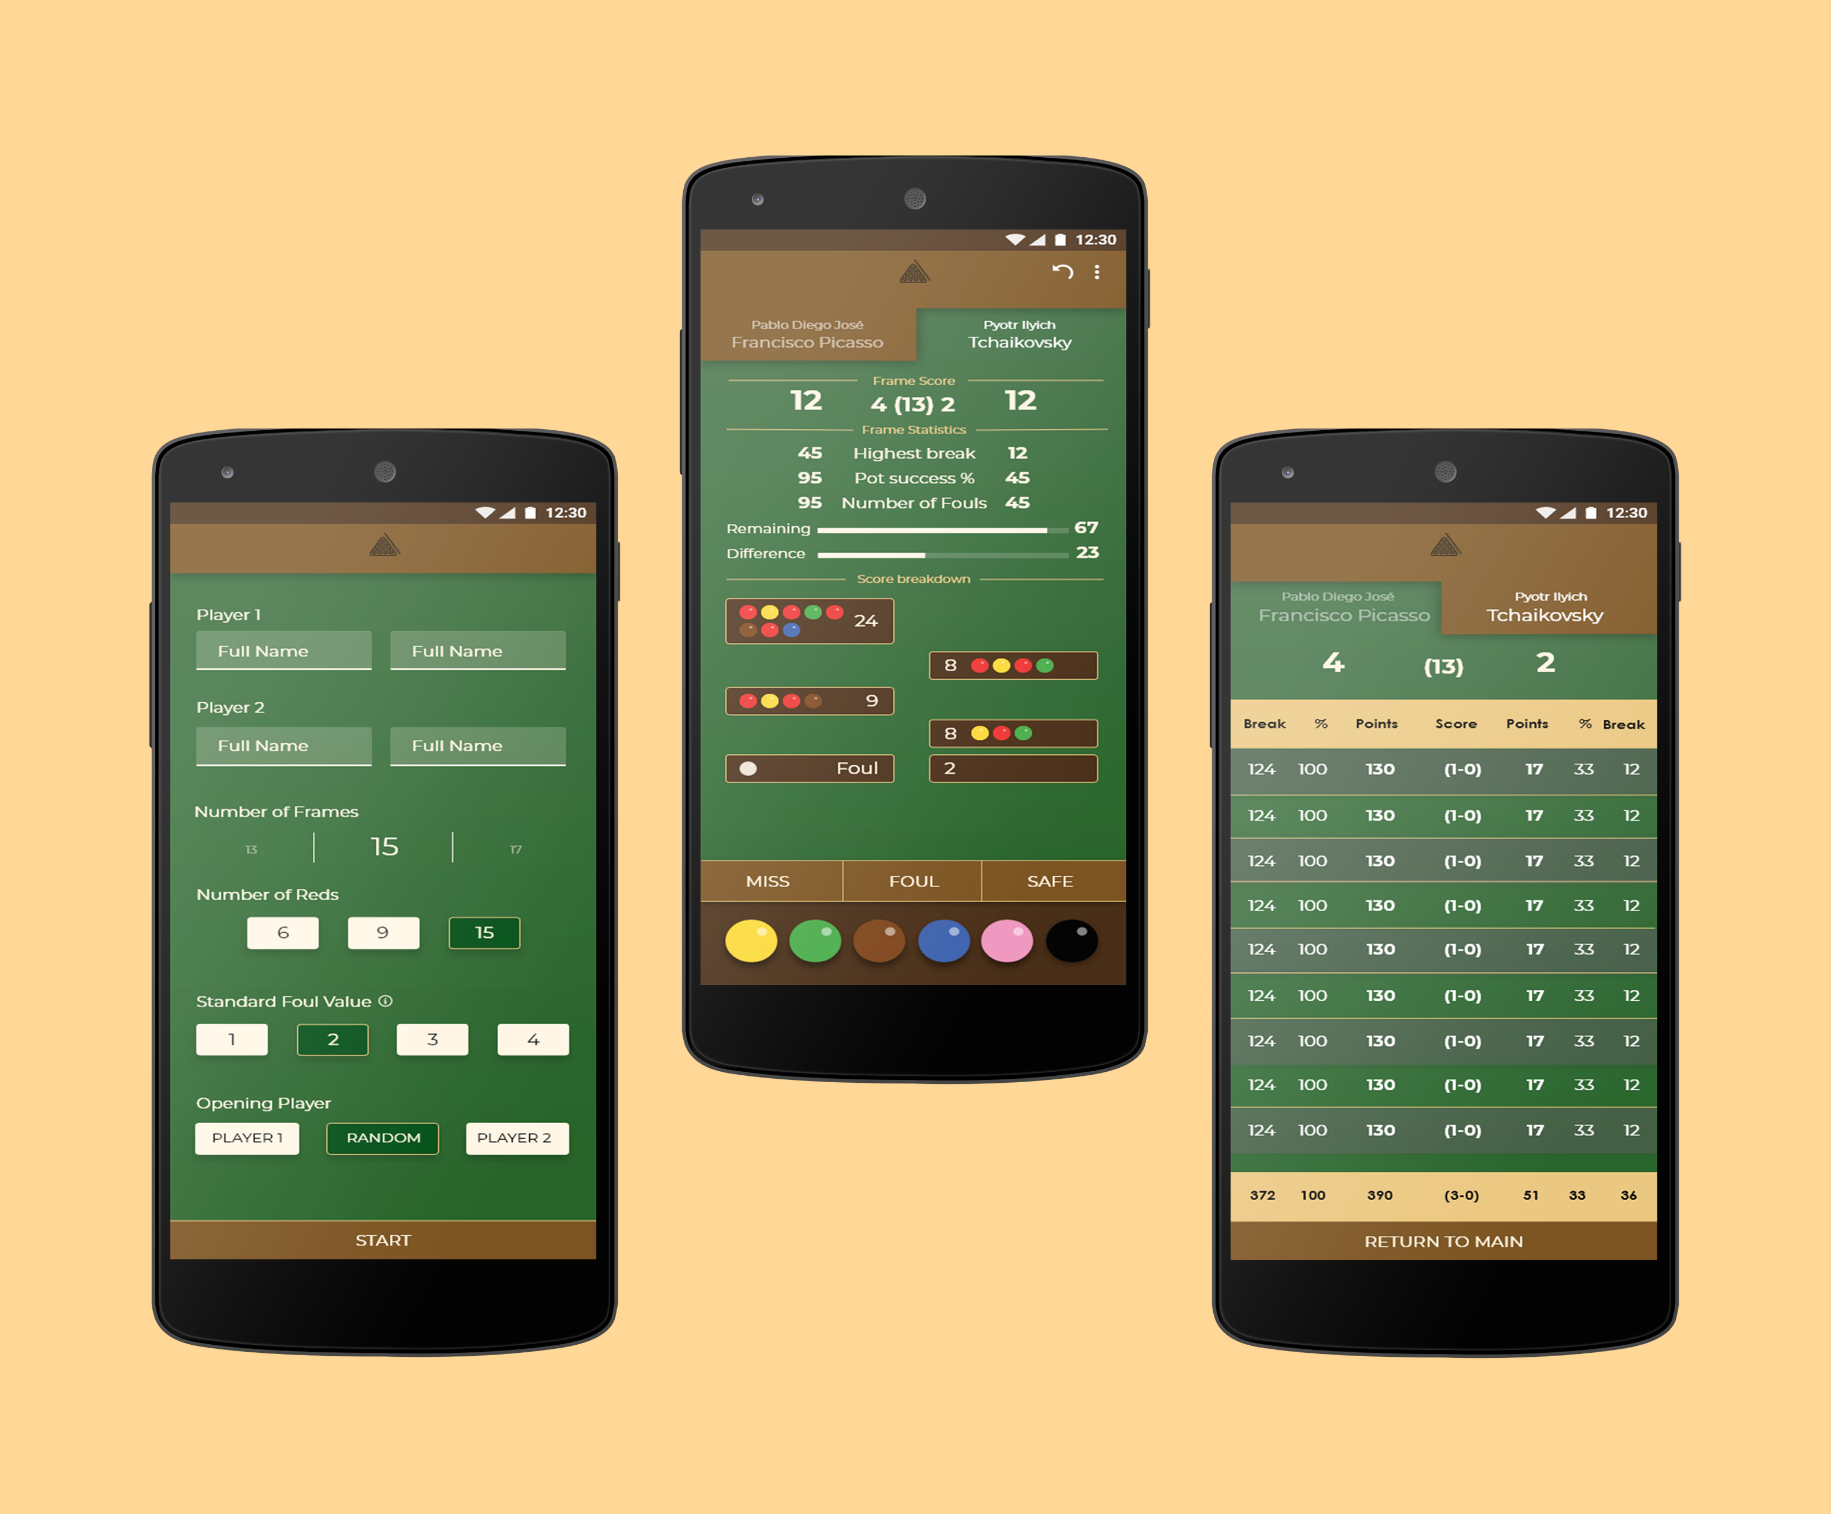 12:30
Player 1
Full Name Full Name
Player 2
Full Name Full Name
Number of Frames
13 15 17
Number of Reds
6 9 15
Standard Foul Value
1 2 3 4
Opening Player
PLAYER 1 RANDOM PLAYER 2
START
12:30
Pablo Diego José
Francisco Picasso
Pyotr Ilyich
Tchaikovsky
Frame Score
12 4 (13) 2 12
Frame Statistics
45 Highest break 12
95 Pot success % 45
95 Number of Fouls 45
Remaining 67
Difference 23
Score breakdown
24
8
9
8
Foul 2
MISS FOUL SAFE
12:30
Pablo Diego José
Francisco Picasso
Pyotr Ilyich
Tchaikovsky
4 (13) 2
Break % Points Score Points % Break
124 100 130 (1-0) 17 33 12
124 100 130 (1-0) 17 33 12
124 100 130 (1-0) 17 33 12
124 100 130 (1-0) 17 33 12
124 100 130 (1-0) 17 33 12
124 100 130 (1-0) 17 33 12
124 100 130 (1-0) 17 33 12
124 100 130 (1-0) 17 33 12
124 100 130 (1-0) 17 33 12
372 100 390 (3-0) 51 33 36
RETURN TO MAIN